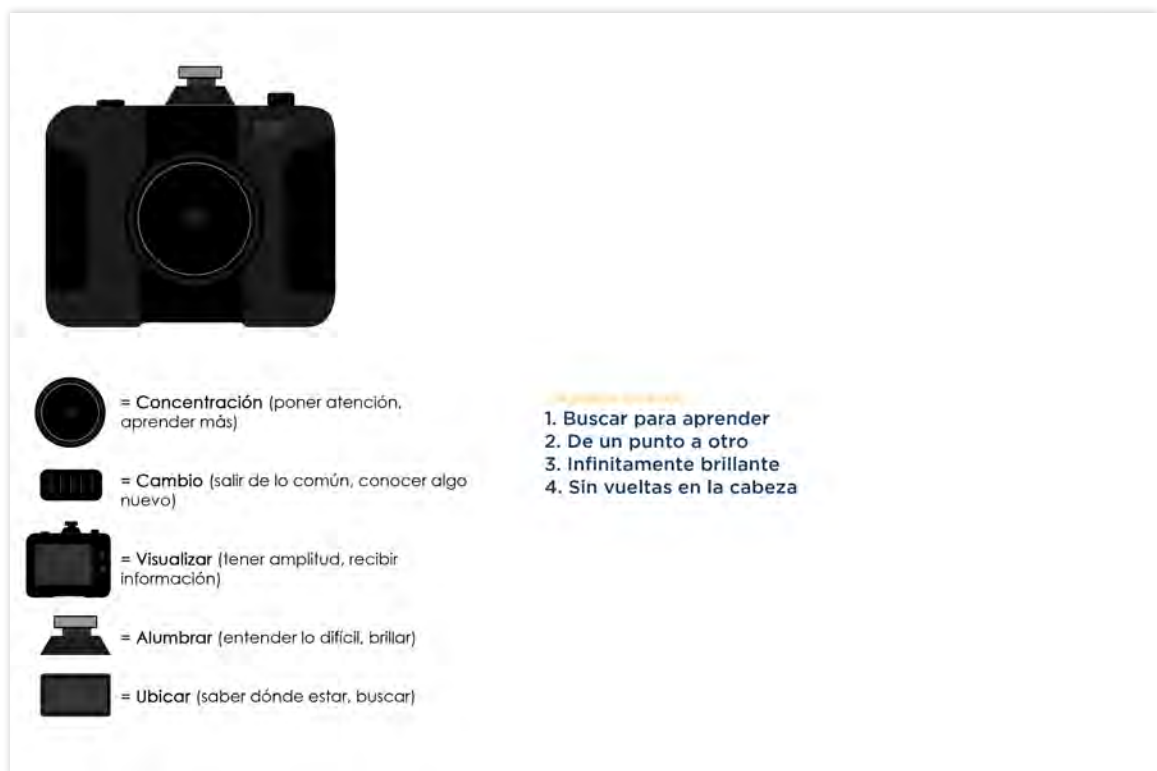 = Concentración (poner atención,
aprender más)
= Cambio (salir de lo común, conocer algo
nuevo)
= Visualizar (tener amplitud, recibir
información)
= Alumbrar (entender lo difícil, brillar)
= Ubicar (saber dónde estar, buscar)
1. Buscar para aprender
2. De un punto a otro
3. Infinitamente brillante
4. Sin vueltas en la cabeza